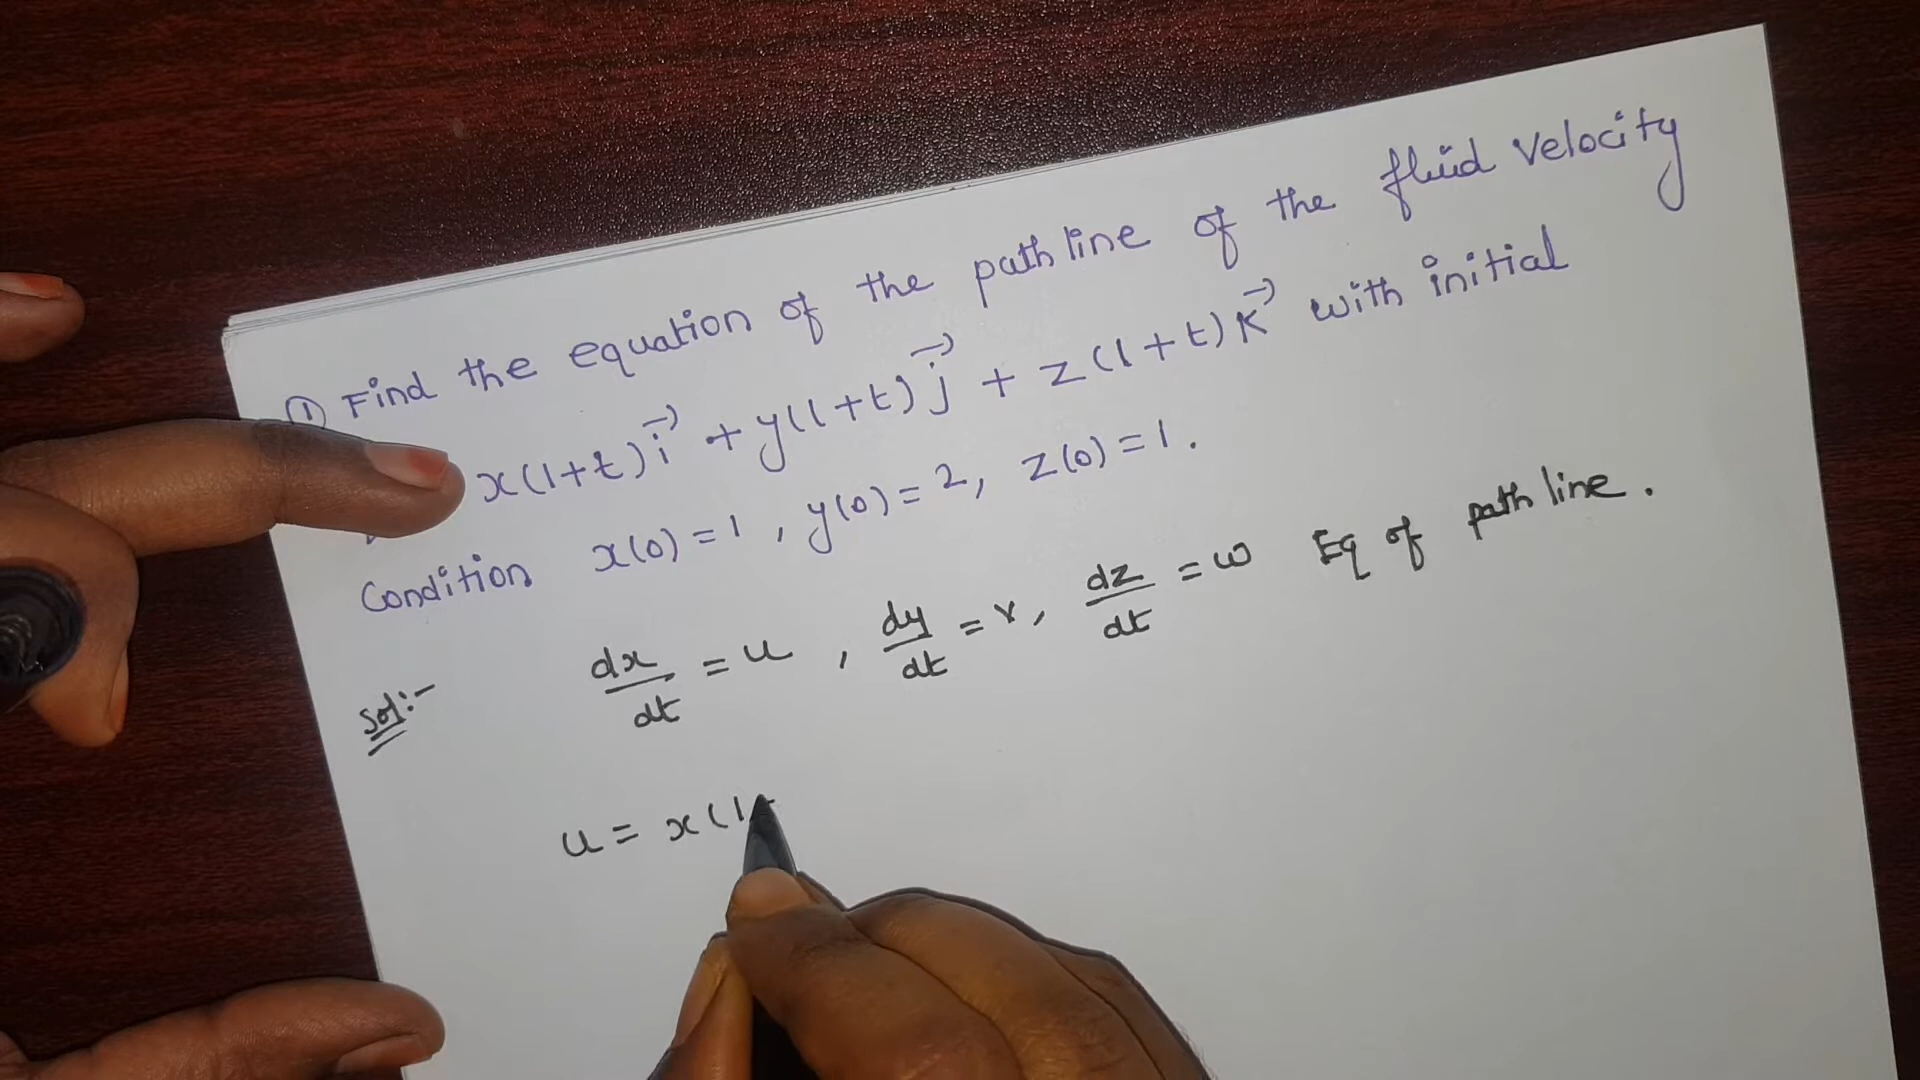 ① Find the equation of the path line of the fluid velocity
x(1+t)i⃗ + y(1+t)j⃗ + z(1+t)k⃗ with initial
Condition x(0)=1, y(0)=2, z(0)=1.
Sol:- dx/dt = u, dy/dt = v, dz/dt = w Eq of path line.
u = x(1